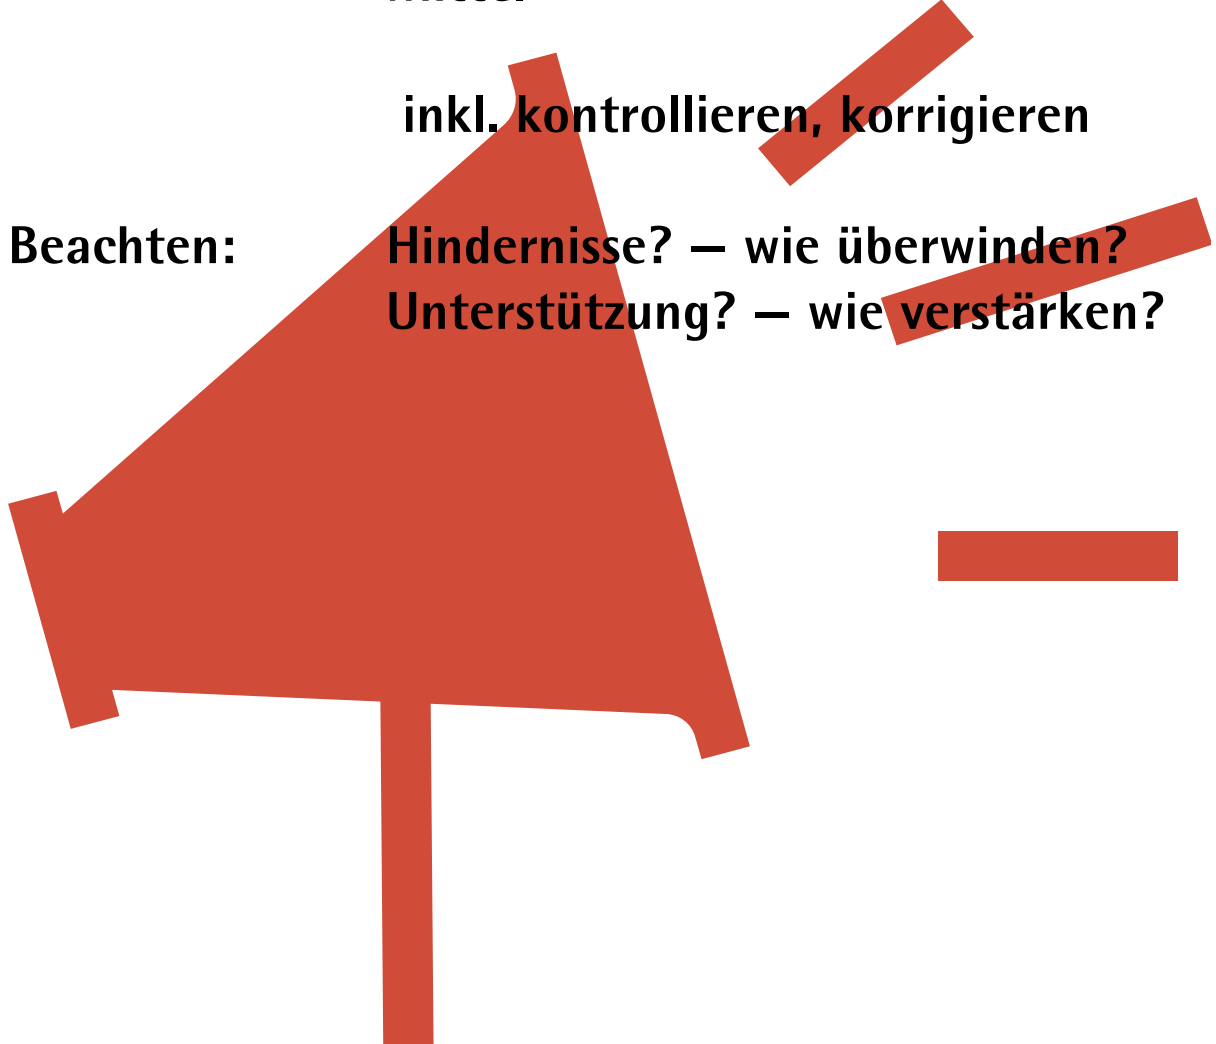 inkl. kontrollieren, korrigieren
Beachten: Hindernisse? — wie überwinden?
Unterstützung? — wie verstärken?